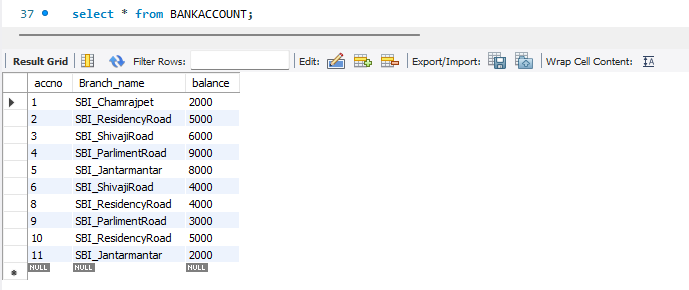 37 select * from BANKACCOUNT;
Result Grid Filter Rows: Edit: Export/Import: Wrap Cell Content: IA
accno Branch_name balance
1 SBI_Chamrajpet 2000
2 SBI_ResidencyRoad 5000
3 SBI_ShivajiRoad 6000
4 SBI_ParlimentRoad 9000
5 SBI_Jantarmantar 8000
6 SBI_ShivajiRoad 4000
8 SBI_ResidencyRoad 4000
9 SBI_ParlimentRoad 3000
10 SBI_ResidencyRoad 5000
11 SBI_Jantarmantar 2000
NULL NULL NULL